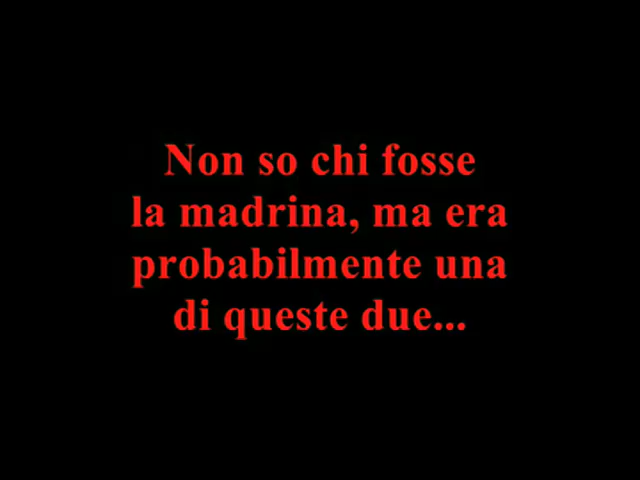 Non so chi fosse
la madrina, ma era
probabilmente una
di queste due...